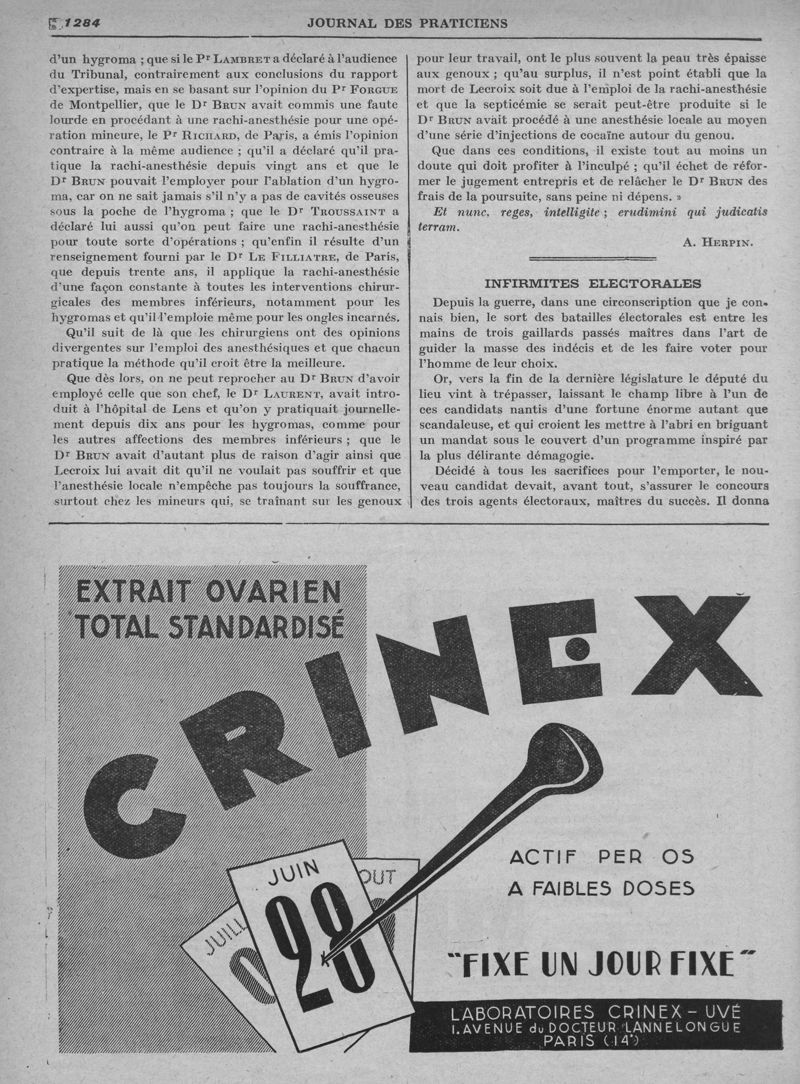 1284
JOURNAL DES PRATICIENS
d'un hygroma ; que si le Pr LAMBRET a déclaré à l'audience
du Tribunal, contrairement aux conclusions du rapport
d'expertise, mais en se basant sur l'opinion du Pr FORGUE
de Montpellier, que le Dr BRUN avait commis une faute
lourde en procédant à une rachi-anesthésie pour une opé-
ration mineure, le Pr RICHARD, de Paris, a émis l'opinion
contraire à la même audience ; qu'il a déclaré qu'il pra-
tique la rachi-anesthésie depuis vingt ans et que le
Dr BRUN pouvait l'employer pour l'ablation d'un hygro-
ma, car on ne sait jamais s'il n'y a pas de cavités osseuses
sous la poche de l'hygroma ; que le Dr TROUSSAINT a
déclaré lui aussi qu'on peut faire une rachi-anesthésie
pour toute sorte d'opérations ; qu'enfin il résulte d'un
renseignement fourni par le Dr LE FILLIATRE, de Paris,
que depuis trente ans, il applique la rachi-anesthésie
d'une façon constante à toutes les interventions chirur-
gicales des membres inférieurs, notamment pour les
hygromas et qu'il l'emploie même pour les ongles incarnés.
Qu'il suit de là que les chirurgiens ont des opinions
divergentes sur l'emploi des anesthésiques et que chacun
pratique la méthode qu'il croit être la meilleure.
Que dès lors, on ne peut reprocher au Dr BRUN d'avoir
employé celle que son chef, le Dr LAURENT, avait intro-
duit à l'hôpital de Lens et qu'on y pratiquait journelle-
ment depuis dix ans pour les hygromas, comme pour
les autres affections des membres inférieurs ; que le
Dr BRUN avait d'autant plus de raison d'agir ainsi que
Lecroix lui avait dit qu'il ne voulait pas souffrir et que
l'anesthésie locale n'empêche pas toujours la souffrance,
surtout chez les mineurs qui, se traînant sur les genoux
pour leur travail, ont le plus souvent la peau très épaisse
aux genoux ; qu'au surplus, il n'est point établi que la
mort de Lecroix soit due à l'emploi de la rachi-anesthésie
et que la septicémie se serait peut-être produite si le
Dr BRUN avait procédé à une anesthésie locale au moyen
d'une série d'injections de cocaïne autour du genou.
Que dans ces conditions, il existe tout au moins un
doute qui doit profiter à l'inculpé ; qu'il échet de réfor-
mer le jugement entrepris et de relâcher le Dr BRUN des
frais de la poursuite, sans peine ni dépens. »
Et nunc, reges, intelligite ; erudimini qui judicatis
terram.
A. HERPIN.
INFIRMITES ELECTORALES
Depuis la guerre, dans une circonscription que je con-
nais bien, le sort des batailles électorales est entre les
mains de trois gaillards passés maîtres dans l'art de
guider la masse des indécis et de les faire voter pour
l'homme de leur choix.
Or, vers la fin de la dernière législature le député du
lieu vint à trépasser, laissant le champ libre à l'un de
ces candidats nantis d'une fortune énorme autant que
scandaleuse, et qui croient les mettre à l'abri en briguant
un mandat sous le couvert d'un programme inspiré par
la plus délirante démagogie.
Décidé à tous les sacrifices pour l'emporter, le nou-
veau candidat devait, avant tout, s'assurer le concours
des trois agents électoraux, maîtres du succès. Il donna
EXTRAIT OVARIEN
TOTAL STANDARDISÉ
CRINEX
JUIN
28
JUILL
0
OUT
ACTIF PER OS
A FAIBLES DOSES
"FIXE UN JOUR FIXE"
LABORATOIRES CRINEX - UVÉ
1, AVENUE du DOCTEUR LANNELONGUE
PARIS (14e)